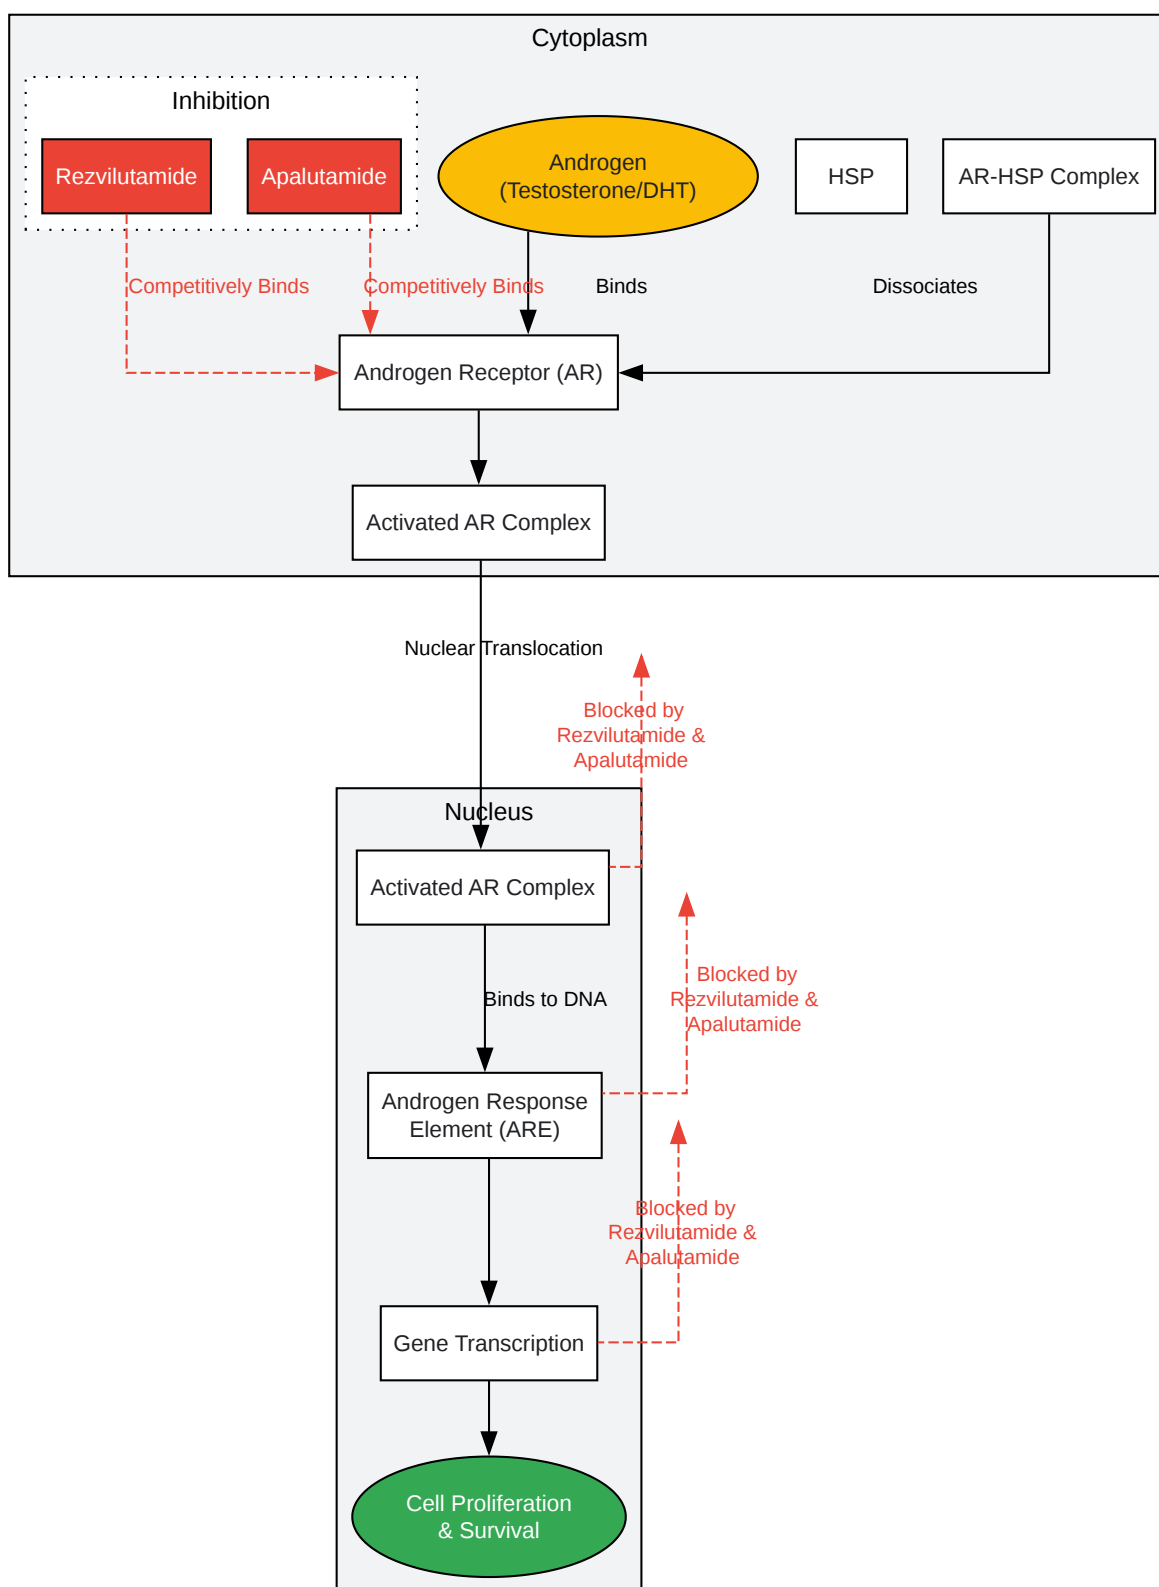 Cytoplasm
Inhibition
Rezvilutamide
Apalutamide
Androgen
(Testosterone/DHT)
HSP
AR-HSP Complex
Competitively Binds
Competitively Binds
Binds
Dissociates
Androgen Receptor (AR)
Activated AR Complex
Nuclear Translocation
Blocked by
Rezvilutamide &
Apalutamide
Nucleus
Activated AR Complex
Blocked by
Rezvilutamide &
Apalutamide
Binds to DNA
Androgen Response
Element (ARE)
Blocked by
Rezvilutamide &
Apalutamide
Gene Transcription
Cell Proliferation
& Survival